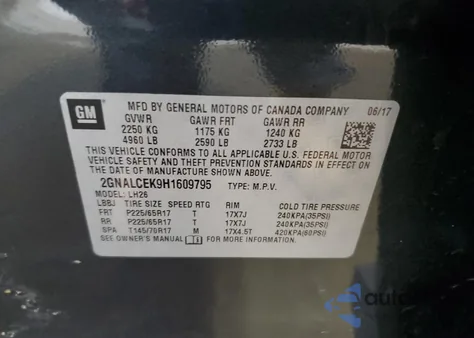 GM
MFD BY GENERAL MOTORS OF CANADA COMPANY 06/17
GVWR GAWR FRT GAWR RR
2250 KG 1175 KG 1240 KG
4960 LB 2590 LB 2733 LB
THIS VEHICLE CONFORMS TO ALL APPLICABLE U.S. FEDERAL MOTOR
VEHICLE SAFETY AND THEFT PREVENTION STANDARDS IN EFFECT ON
THE DATE OF MANUFACTURE SHOWN ABOVE.
2GNALCEK9H1609795 TYPE: M.P.V.
MODEL: LH26
LBBJ TIRE SIZE SPEED RTG RIM COLD TIRE PRESSURE
FRT P225/65R17 T 17X7J 240KPA(35PSI)
RR P225/65R17 T 17X7J 240KPA(35PSI)
SPA T145/70R17 M 17X4.5T 420KPA(60PSI)
SEE OWNER'S MANUAL i FOR MORE INFORMATION.